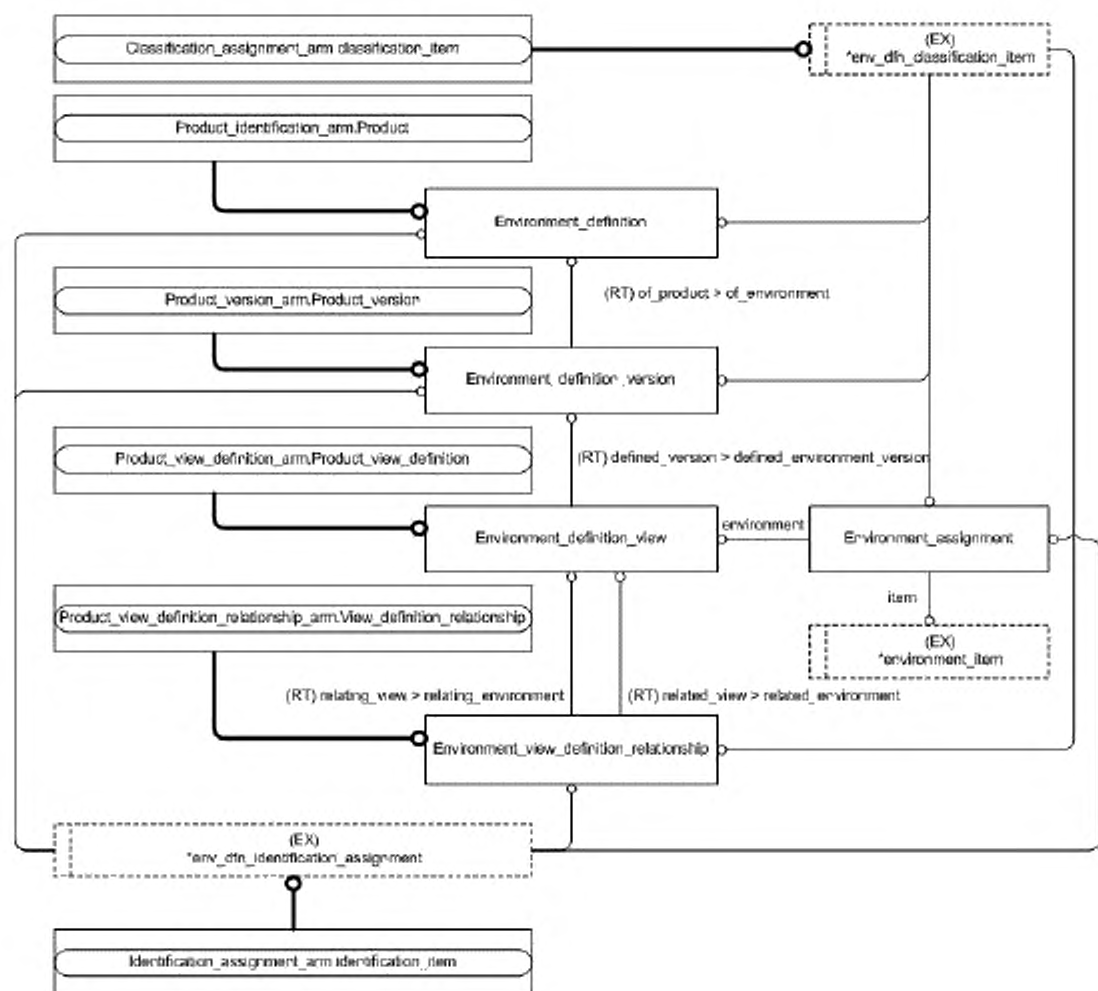 Classification_assignment_arm.classification_item
(EX)
*env_dfn_classification_item
Product_identification_arm.Product
Environment_definition
(RT) of_product > of_environment
Product_version_arm.Product_version
Environment_definition_version
(RT) defined_version > defined_environment_version
Product_view_definition_arm.Product_view_definition
Environment_definition_view
environment
Environment_assignment
item
(EX)
*environment_item
Product_view_definition_relationship_arm.View_definition_relationship
(RT) relating_view > relating_environment
(RT) related_view > related_environment
Environment_view_definition_relationship
(EX)
*env_dfn_identification_assignment
Identification_assignment_arm.identification_item